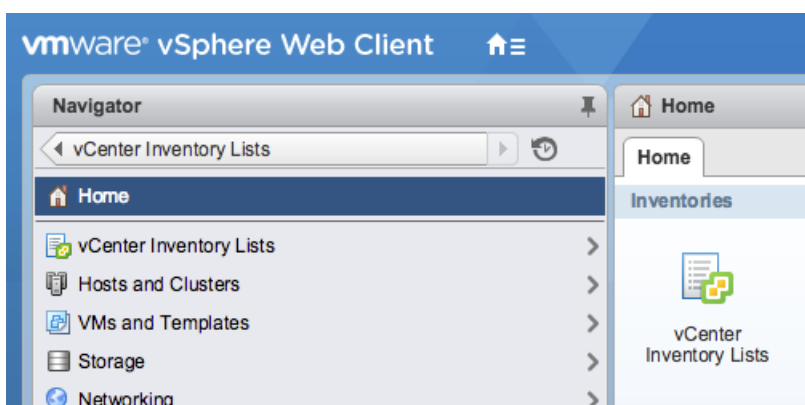 vmware® vSphere Web Client
Navigator
vCenter Inventory Lists
Home
vCenter Inventory Lists
Hosts and Clusters
VMs and Templates
Storage
Networking
Home
Home
Inventories
vCenter
Inventory Lists